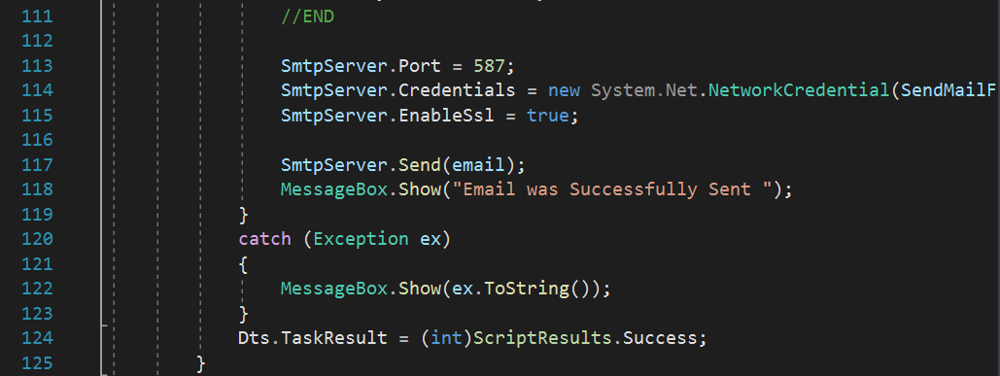 111 //END
112
113 SmtpServer.Port = 587;
114 SmtpServer.Credentials = new System.Net.NetworkCredential(SendMailF
115 SmtpServer.EnableSsl = true;
116
117 SmtpServer.Send(email);
118 MessageBox.Show("Email was Successfully Sent ");
119 }
120 catch (Exception ex)
121 {
122 MessageBox.Show(ex.ToString());
123 }
124 Dts.TaskResult = (int)ScriptResults.Success;
125 }